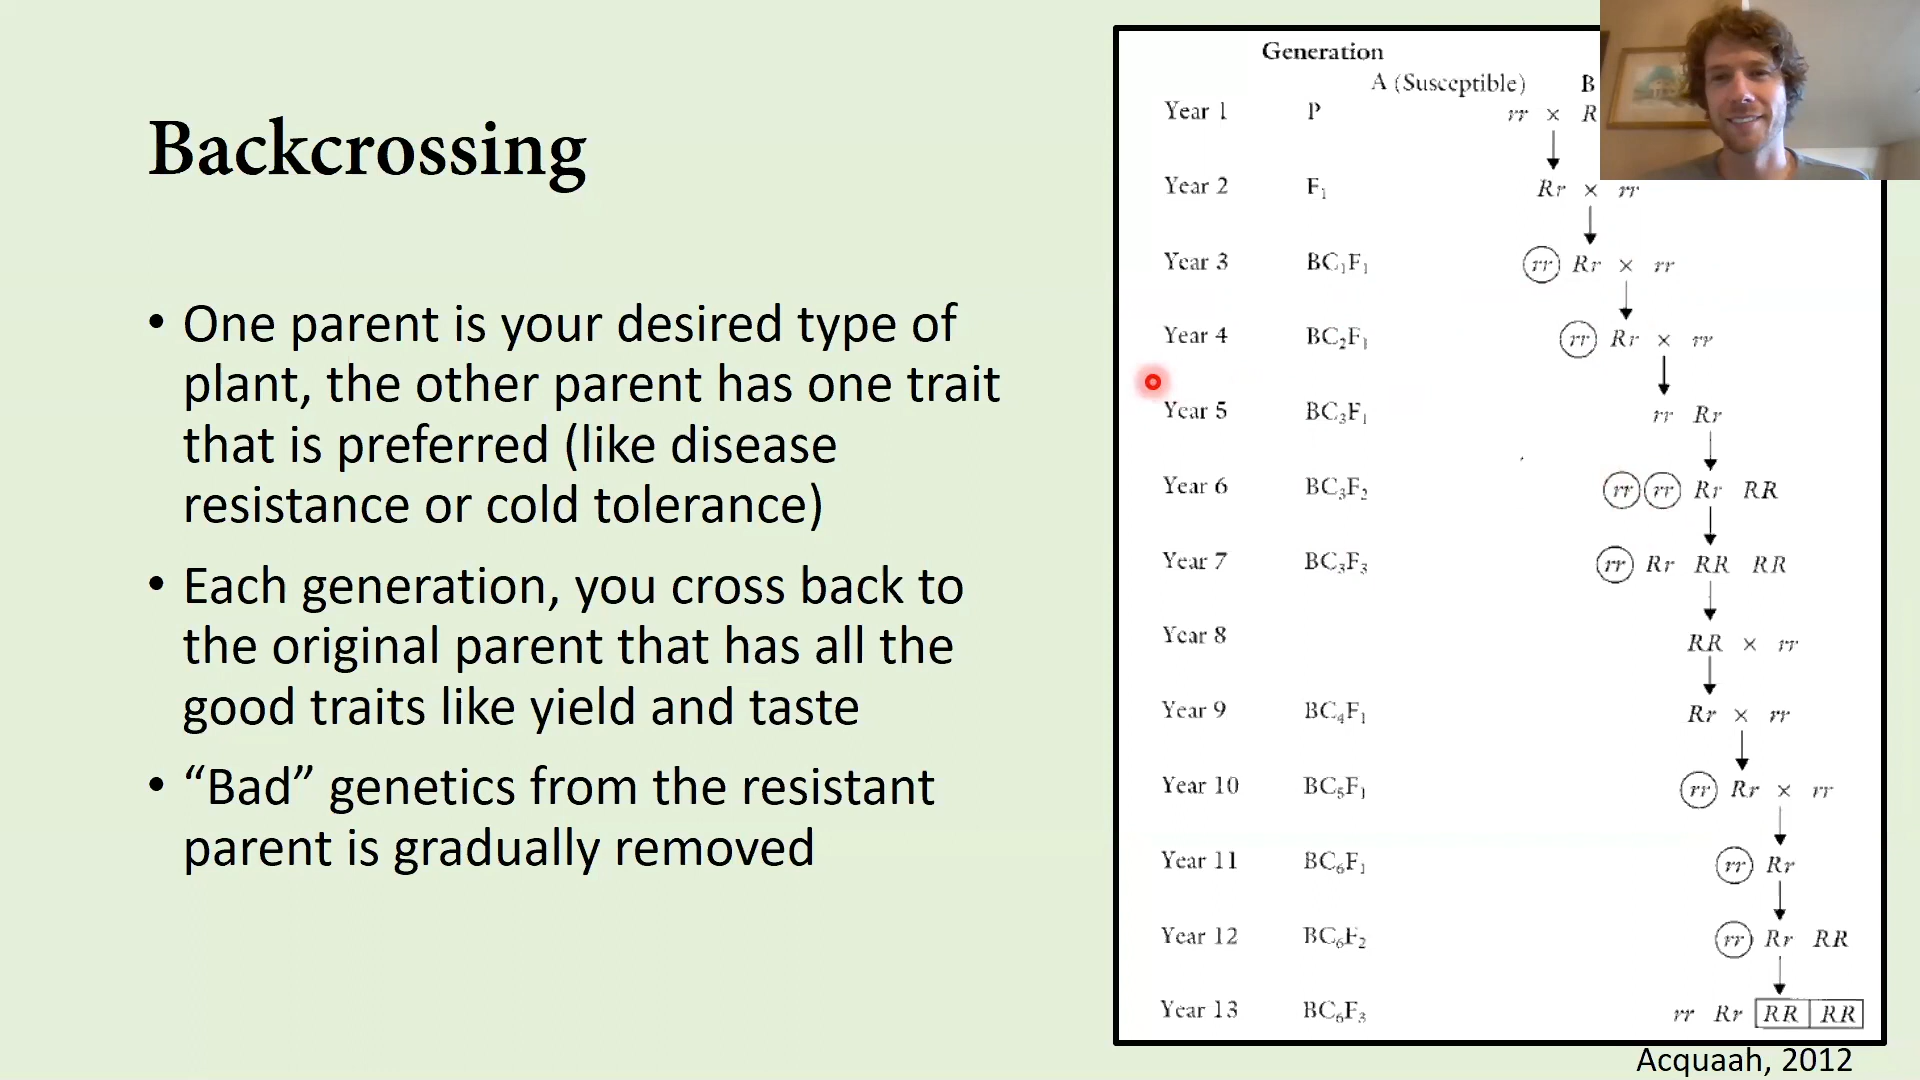 Backcrossing
• One parent is your desired type of
plant, the other parent has one trait
that is preferred (like disease
resistance or cold tolerance)
• Each generation, you cross back to
the original parent that has all the
good traits like yield and taste
• “Bad” genetics from the resistant
parent is gradually removed
Generation
A (Susceptible) B
Year 1 P rr × R
Year 2 F₁ Rr × rr
Year 3 BC₁F₁ rr Rr × rr
Year 4 BC₂F₁ rr Rr × rr
Year 5 BC₃F₁ rr Rr
Year 6 BC₃F₂ rr rr Rr RR
Year 7 BC₃F₃ rr Rr RR RR
Year 8 RR × rr
Year 9 BC₄F₁ Rr × rr
Year 10 BC₅F₁ rr Rr × rr
Year 11 BC₆F₁ rr Rr
Year 12 BC₆F₂ rr Rr RR
Year 13 BC₆F₃ rr Rr RR RR
Acquaah, 2012